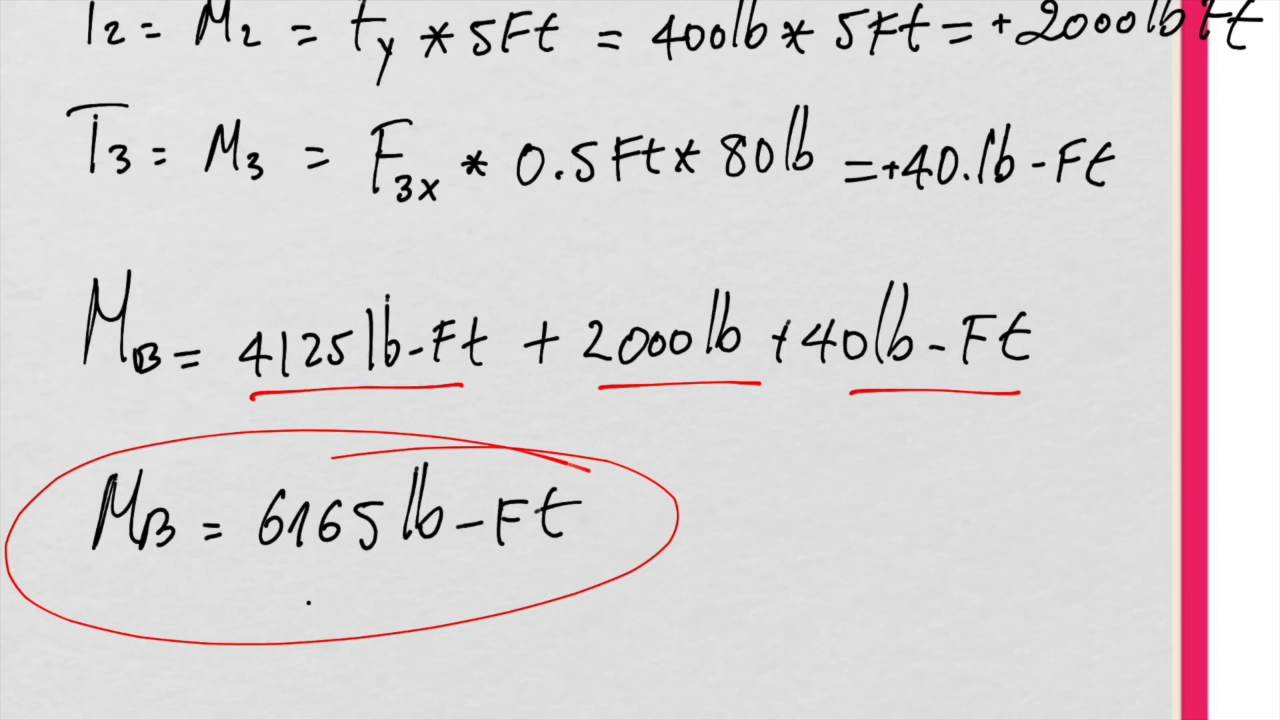 T2 = M2 = Fy * 5Ft = 400lb * 5Ft = +2000lb Ft
T3 = M3 = F3x * 0.5Ft * 80lb = +40.lb-Ft
MB = 4125lb-Ft + 2000lb + 40lb-Ft
MB = 6165lb-Ft